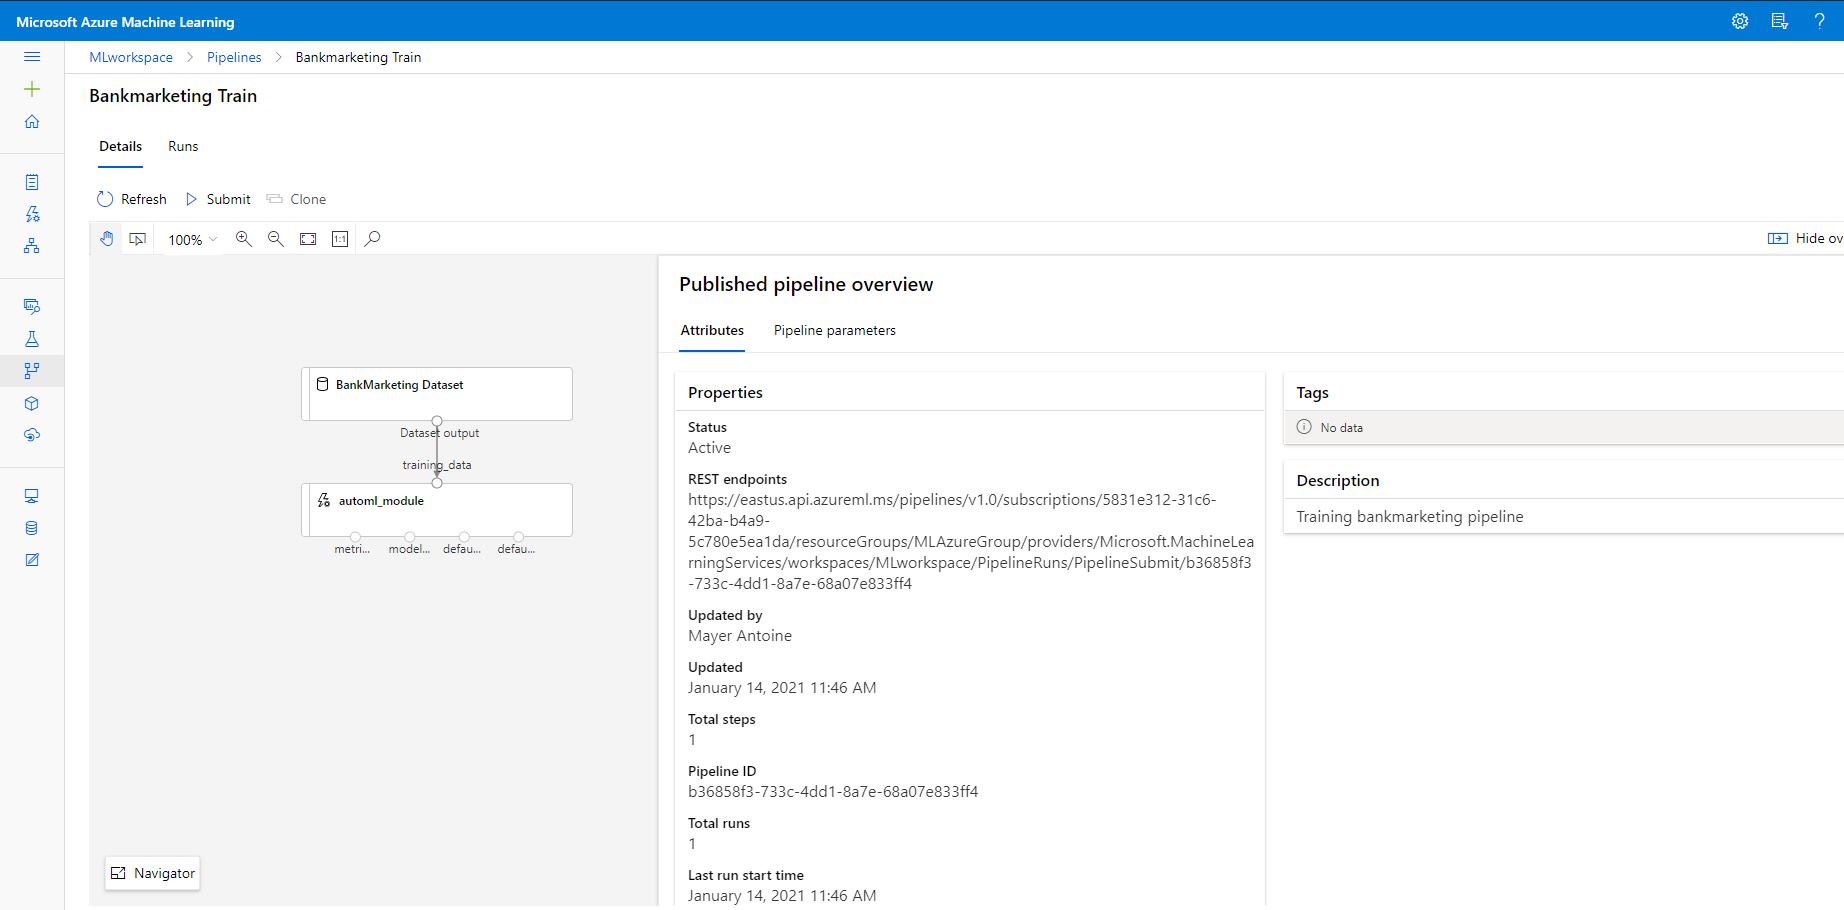 Microsoft Azure Machine Learning
MLworkspace > Pipelines > Bankmarketing Train
Bankmarketing Train
Details Runs
Refresh Submit Clone
100% 1:1 Hide ov
BankMarketing Dataset
Dataset output
training_data
automl_module
metri... model... defau... defau...
Navigator
Published pipeline overview
Attributes Pipeline parameters
Properties
Status
Active
REST endpoints
https://eastus.api.azureml.ms/pipelines/v1.0/subscriptions/5831e312-31c6-
42ba-b4a9-
5c780e5ea1da/resourceGroups/MLAzureGroup/providers/Microsoft.MachineLea
rningServices/workspaces/MLworkspace/PipelineRuns/PipelineSubmit/b36858f3
-733c-4dd1-8a7e-68a07e833ff4
Updated by
Mayer Antoine
Updated
January 14, 2021 11:46 AM
Total steps
1
Pipeline ID
b36858f3-733c-4dd1-8a7e-68a07e833ff4
Total runs
1
Last run start time
January 14, 2021 11:46 AM
Tags
No data
Description
Training bankmarketing pipeline